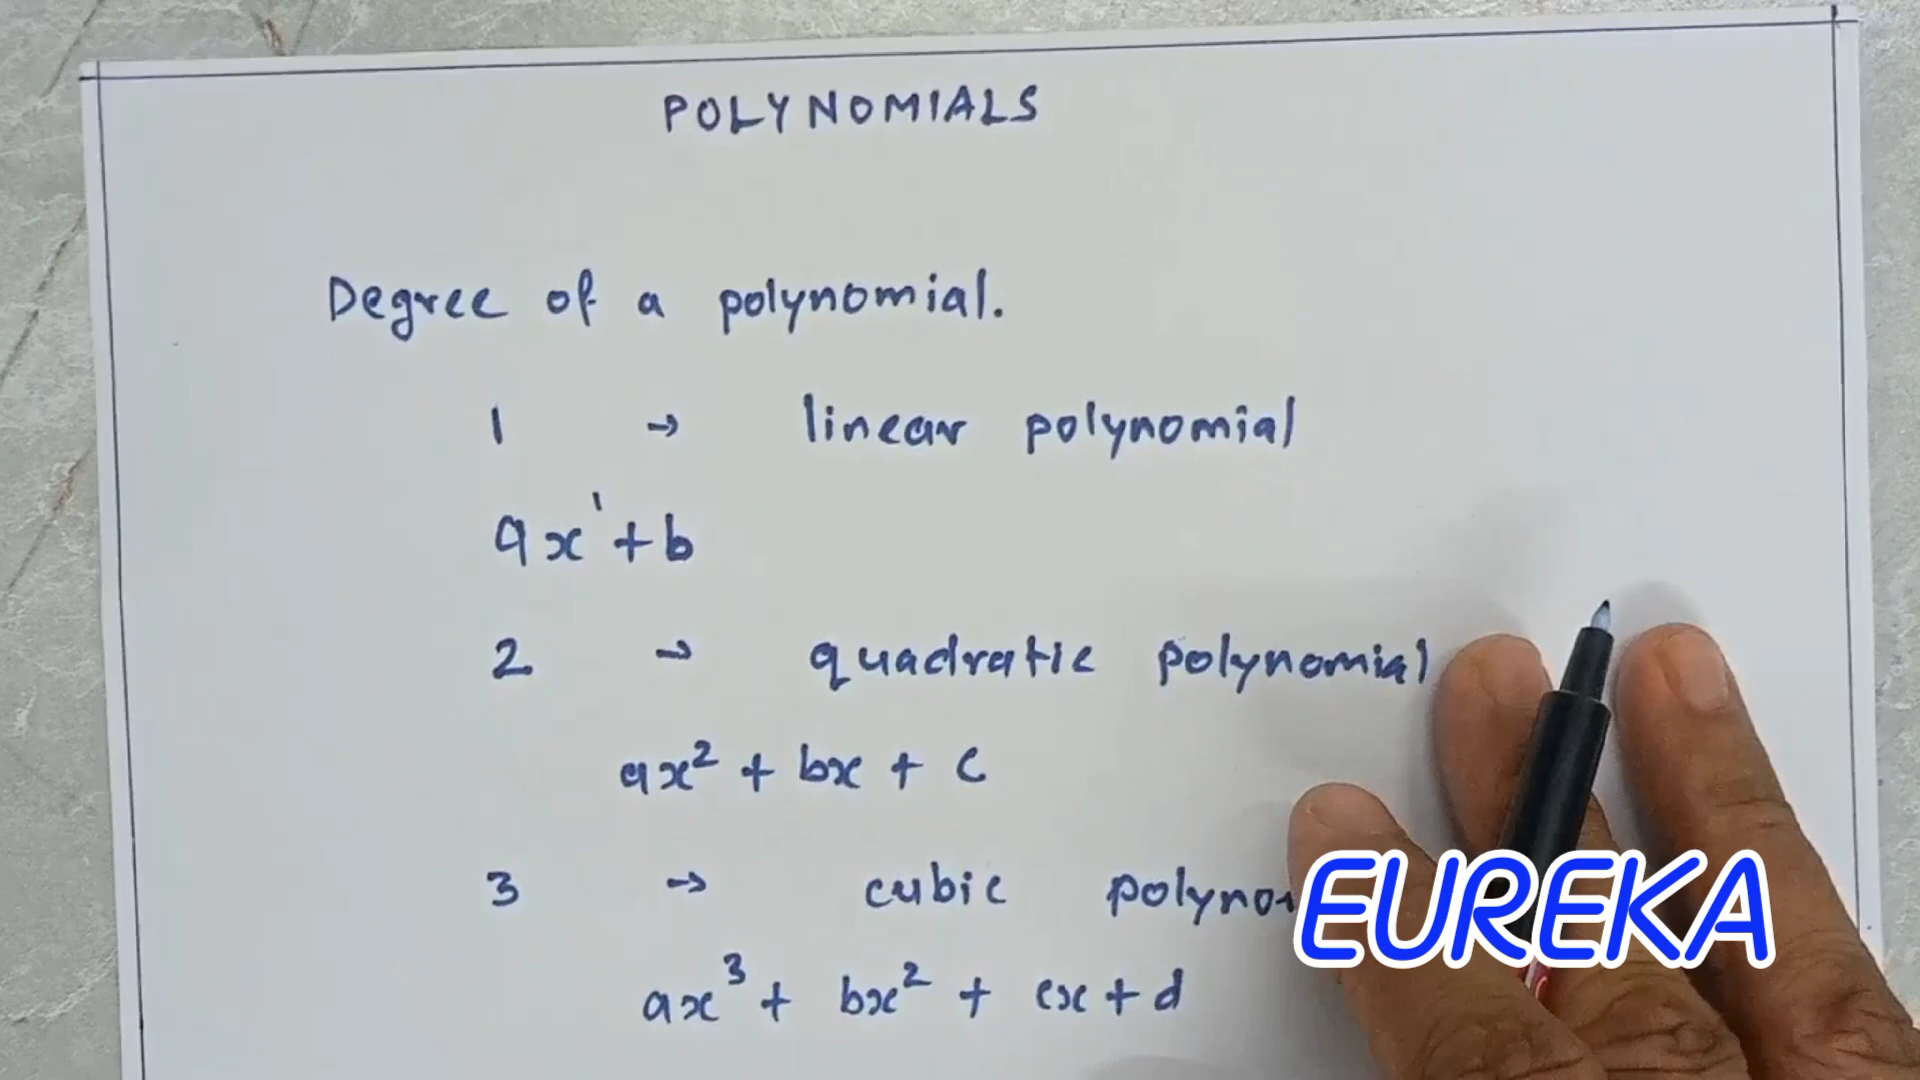 POLYNOMIALS
Degree of a polynomial.
1 → linear polynomial
ax¹ + b
2 → quadratic polynomial
ax² + bx + c
3 → cubic
ax³ + bx² + cx + d
EUREKA